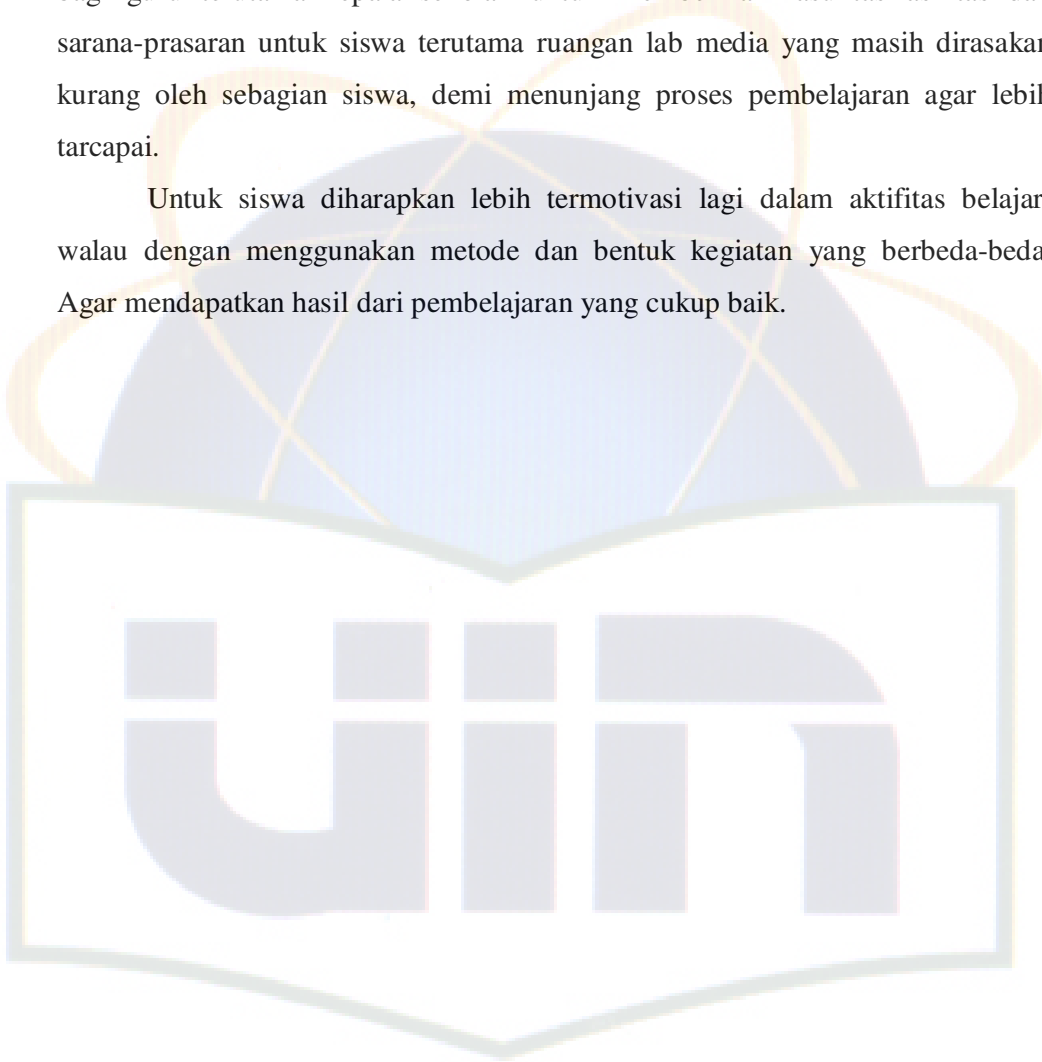 sarana-prasaran untuk siswa terutama ruangan lab media yang masih dirasakan
kurang oleh sebagian siswa, demi menunjang proses pembelajaran agar lebih
tarcapai.
Untuk siswa diharapkan lebih termotivasi lagi dalam aktifitas belajar
walau dengan menggunakan metode dan bentuk kegiatan yang berbeda-beda
Agar mendapatkan hasil dari pembelajaran yang cukup baik.
uin